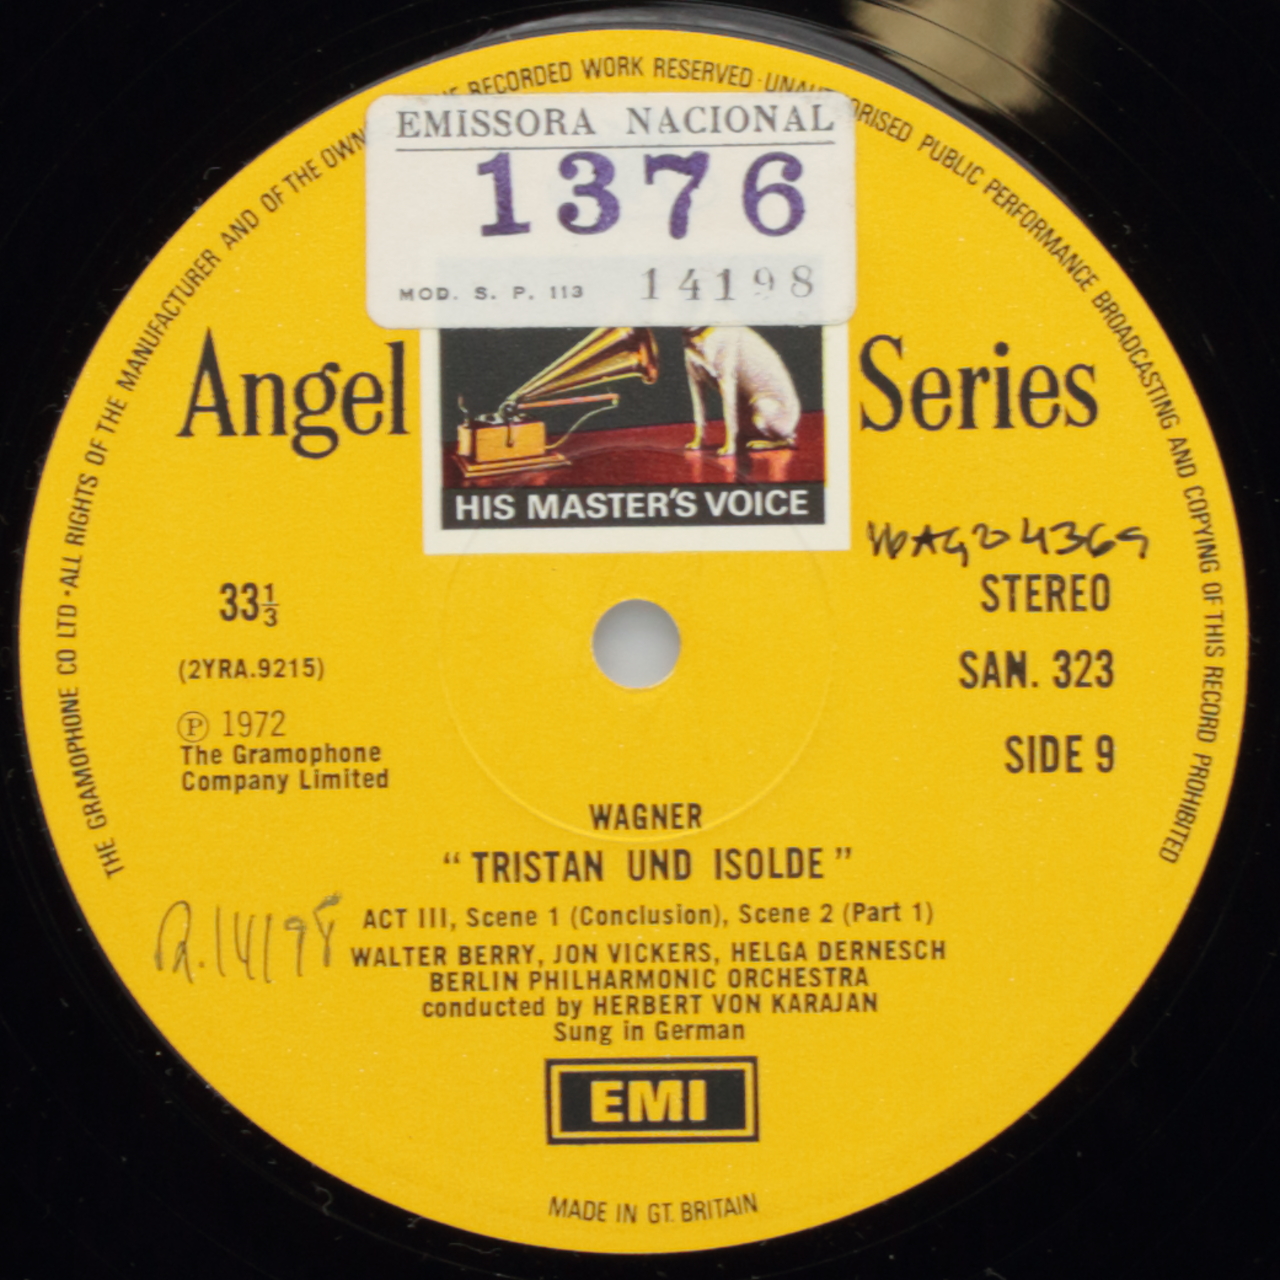 THE GRAMOPHONE CO LTD · ALL RIGHTS OF THE MANUFACTURER AND OF THE OWN RECORDED WORK RESERVED · UNAU ORISED PUBLIC PERFORMANCE BROADCASTING AND COPYING OF THIS RECORD PROHIBITED
EMISSORA NACIONAL
1376
MOD. S. P. 113 14198
Angel Series
HIS MASTER'S VOICE
33⅓
STEREO
(2YRA.9215)
SAN. 323
℗ 1972
The Gramophone
Company Limited
SIDE 9
WAGNER
"TRISTAN UND ISOLDE"
R.14198
ACT III, Scene 1 (Conclusion), Scene 2 (Part 1)
WALTER BERRY, JON VICKERS, HELGA DERNESCH
BERLIN PHILHARMONIC ORCHESTRA
conducted by HERBERT VON KARAJAN
Sung in German
EMI
MADE IN GT. BRITAIN